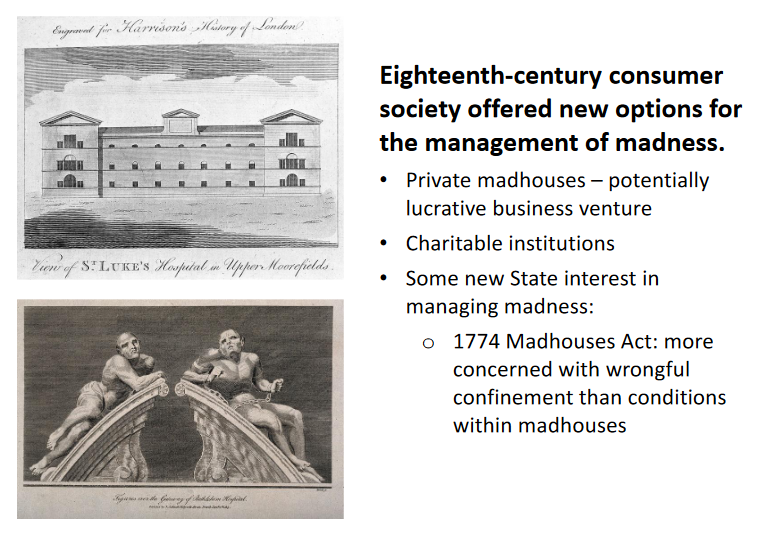 Engraved for Harrison's History of London
View of ST LUKE'S Hospital in Upper Moorefields.
Figures over the Gateway of Bethlehem Hospital.
Eighteenth-century consumer
society offered new options for
the management of madness.
• Private madhouses – potentially
lucrative business venture
• Charitable institutions
• Some new State interest in
managing madness:
o 1774 Madhouses Act: more
concerned with wrongful
confinement than conditions
within madhouses